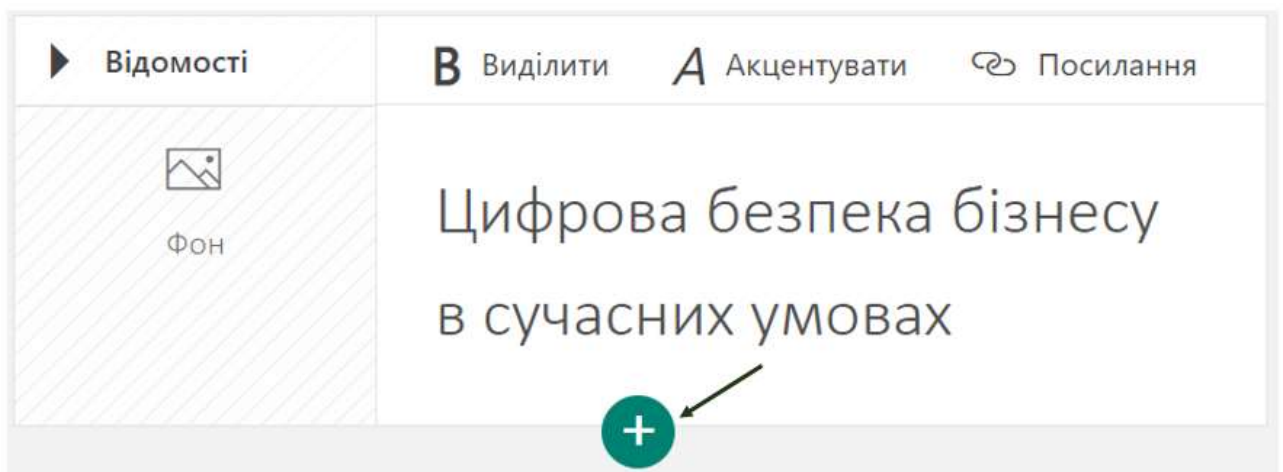 Відомості
B Виділити A Акцентувати Посилання
Фон
Цифрова безпека бізнесу
в сучасних умовах
+